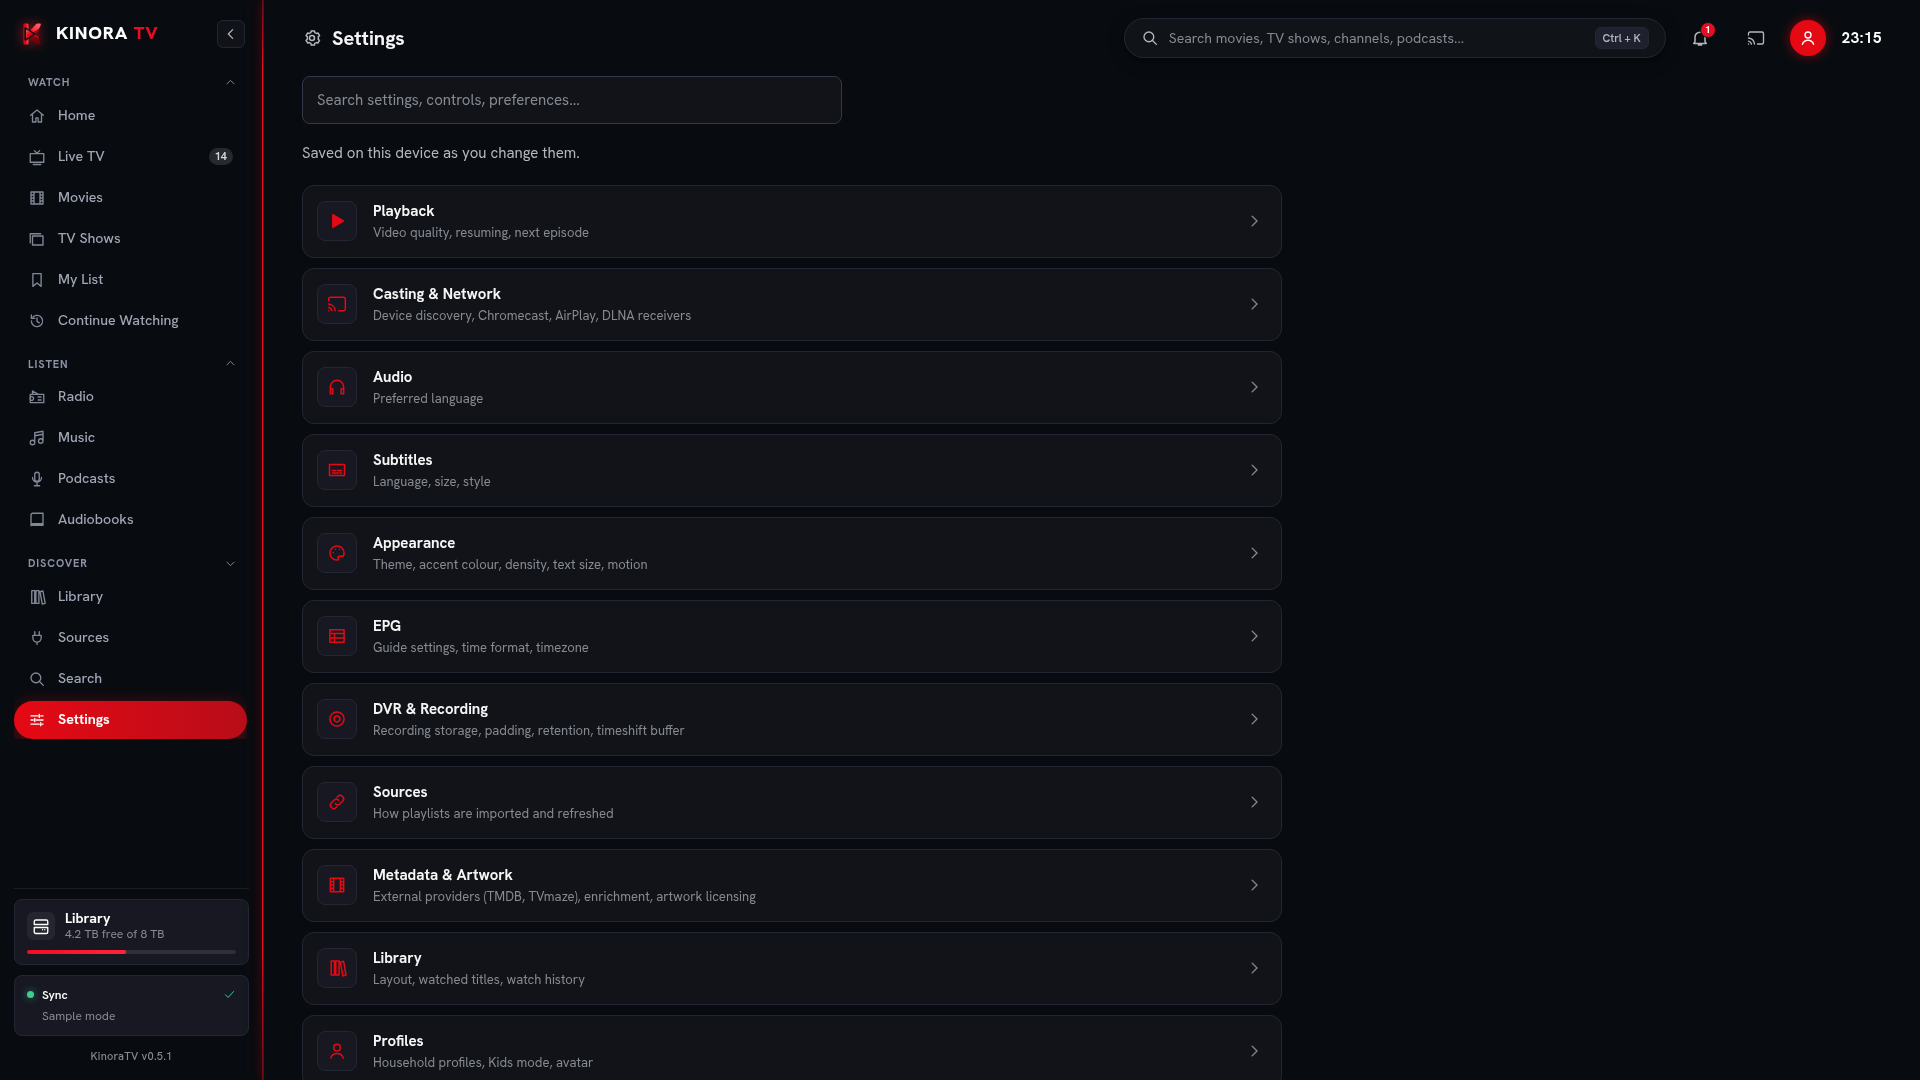 KINORA TV
WATCH
Home
Live TV
14
Movies
TV Shows
My List
Continue Watching
LISTEN
Radio
Music
Podcasts
Audiobooks
DISCOVER
Library
Sources
Search
Settings
Library
4.2 TB free of 8 TB
Sync
Sample mode
KinoraTV v0.5.1
Settings
Search movies, TV shows, channels, podcasts...
Ctrl + K
1
23:15
Search settings, controls, preferences...
Saved on this device as you change them.
Playback
Video quality, resuming, next episode
Casting & Network
Device discovery, Chromecast, AirPlay, DLNA receivers
Audio
Preferred language
Subtitles
Language, size, style
Appearance
Theme, accent colour, density, text size, motion
EPG
Guide settings, time format, timezone
DVR & Recording
Recording storage, padding, retention, timeshift buffer
Sources
How playlists are imported and refreshed
Metadata & Artwork
External providers (TMDB, TVmaze), enrichment, artwork licensing
Library
Layout, watched titles, watch history
Profiles
Household profiles, Kids mode, avatar